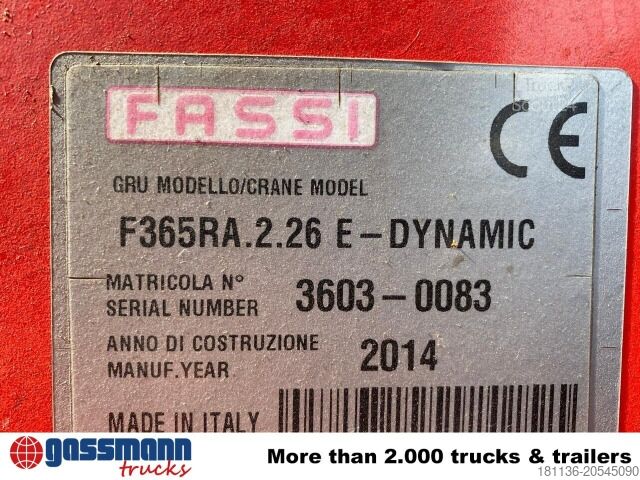 FASSI
CE
GRU MODELLO/CRANE MODEL
F365RA.2.26 E-DYNAMIC
MATRICOLA N° 3603-0083
SERIAL NUMBER
ANNO DI COSTRUZIONE 2014
MANUF.YEAR
MADE IN ITALY
gassmann
trucks
More than 2.000 trucks & trailers
181136-20545090